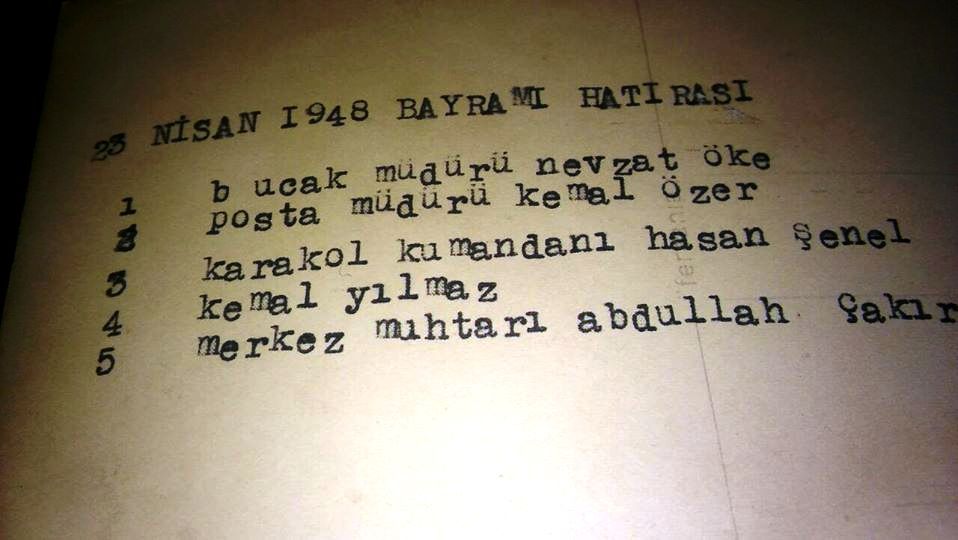 23 NİSAN 1948 BAYRAMI HATIRASI
1 bucak müdürü nevzat öke
2 posta müdürü kemal özer
3 karakol kumandanı hasan şenel
4 kemal yılmaz
5 merkez mıhtarı abdullah çakır